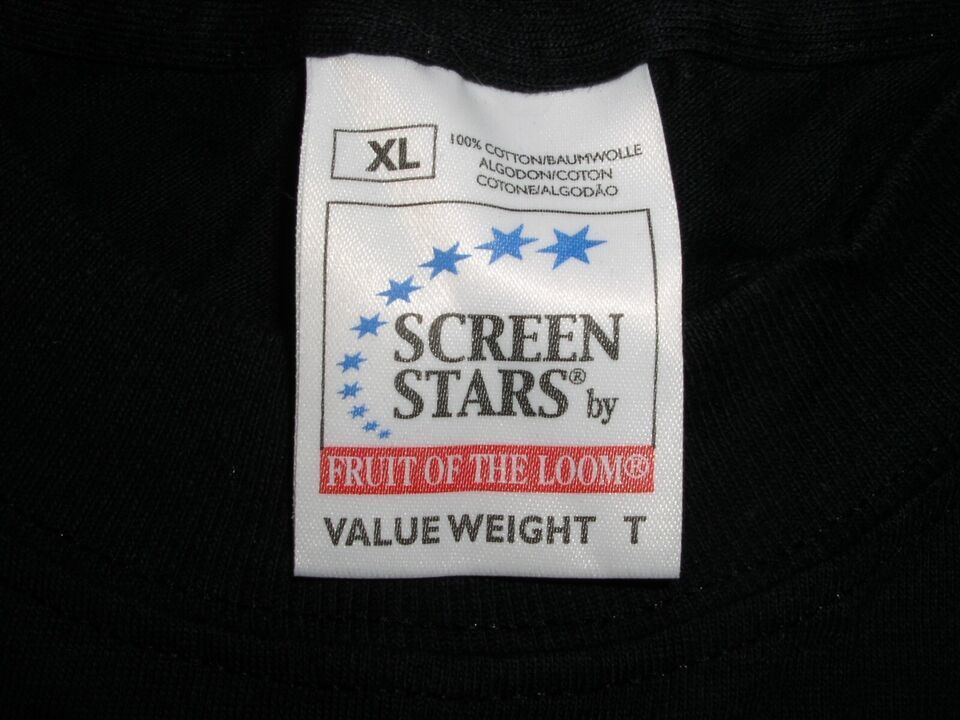 XL
100% COTTON/BAUMWOLLE
ALGODON/COTON
COTONE/ALGODÃO
SCREEN
STARS® by
FRUIT OF THE LOOM®
VALUE WEIGHT T